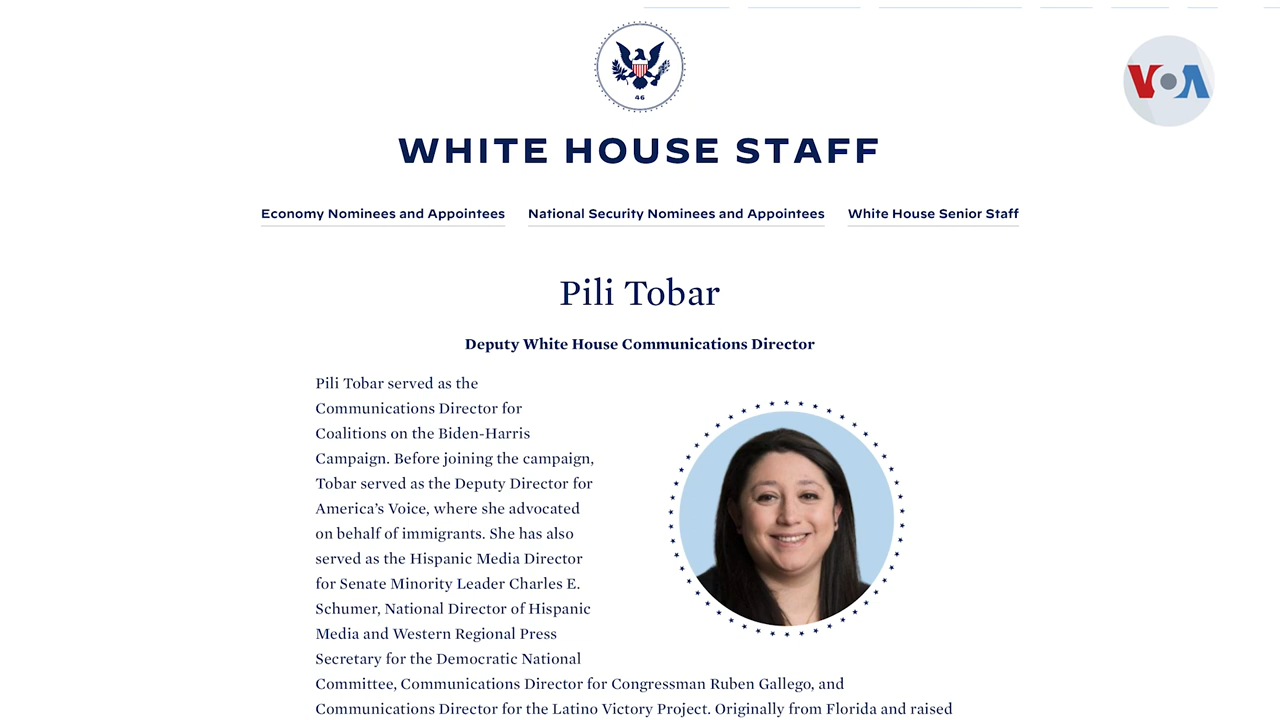 46
VOA
WHITE HOUSE STAFF
Economy Nominees and Appointees National Security Nominees and Appointees White House Senior Staff
Pili Tobar
Deputy White House Communications Director
Pili Tobar served as the
Communications Director for
Coalitions on the Biden-Harris
Campaign. Before joining the campaign,
Tobar served as the Deputy Director for
America’s Voice, where she advocated
on behalf of immigrants. She has also
served as the Hispanic Media Director
for Senate Minority Leader Charles E.
Schumer, National Director of Hispanic
Media and Western Regional Press
Secretary for the Democratic National
Committee, Communications Director for Congressman Ruben Gallego, and
Communications Director for the Latino Victory Project. Originally from Florida and raised